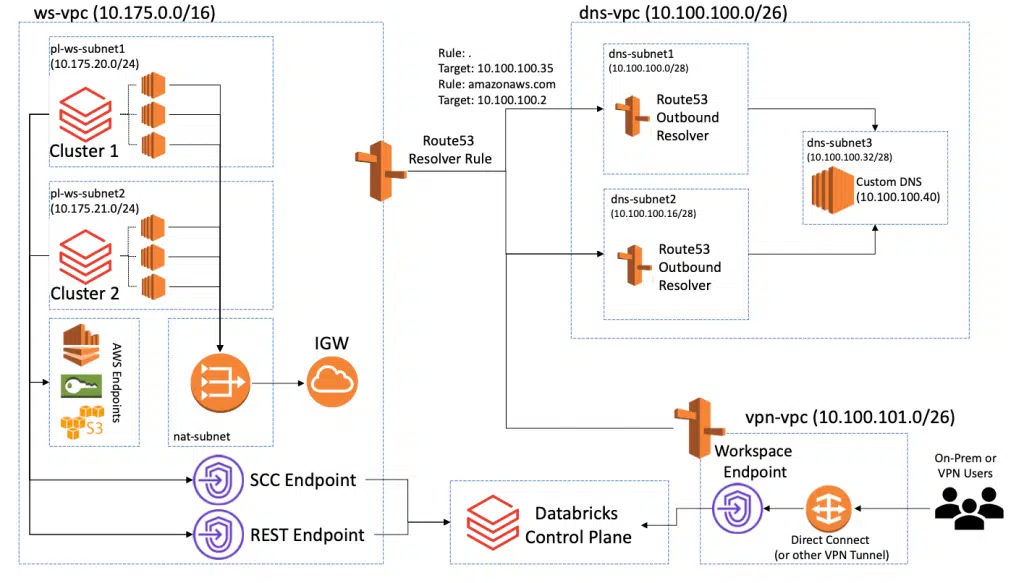 ws-vpc (10.175.0.0/16)
pl-ws-subnet1
(10.175.20.0/24)
Cluster 1
pl-ws-subnet2
(10.175.21.0/24)
Cluster 2
AWS Endpoints
S3
nat-subnet
IGW
SCC Endpoint
REST Endpoint
Rule: .
Target: 10.100.100.35
Rule: amazonaws.com
Target: 10.100.100.2
Route53
Resolver Rule
dns-vpc (10.100.100.0/26)
dns-subnet1
(10.100.100.0/28)
Route53
Outbound
Resolver
dns-subnet2
(10.100.100.16/28)
Route53
Outbound
Resolver
dns-subnet3
(10.100.100.32/28)
Custom DNS
(10.100.100.40)
Databricks
Control Plane
vpn-vpc (10.100.101.0/26)
Workspace
Endpoint
Direct Connect
(or other VPN Tunnel)
On-Prem or
VPN Users